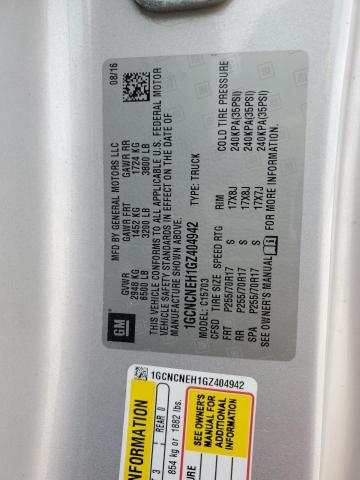 MFD BY GENERAL MOTORS LLC
08/16
GVWR GAWR FRT GAWR RR
2948 KG 1452 KG 1724 KG
6500 LB 3200 LB 3800 LB
THIS VEHICLE CONFORMS TO ALL APPLICABLE U.S. FEDERAL MOTOR
VEHICLE SAFETY STANDARDS IN EFFECT ON THE DATE OF
MANUFACTURE SHOWN ABOVE.
1GCNCNEH1GZ404942
TYPE: TRUCK
MODEL: C15703
CFSD TIRE SIZE SPEED RTG RIM COLD TIRE PRESSURE
FRT P255/70R17 S 17X8J 240KPA(35PSI)
RR P255/70R17 S 17X8J 240KPA(35PSI)
SPA P255/70R17 S 17X7J 240KPA(35PSI)
SEE OWNER'S MANUAL FOR MORE INFORMATION.
GM
1GCNCNEH1GZ404942
INFORMATION
3 REAR 0
854 kg or 1882 lbs.
SEE OWNER'S
MANUAL FOR
ADDITIONAL
INFORMATION